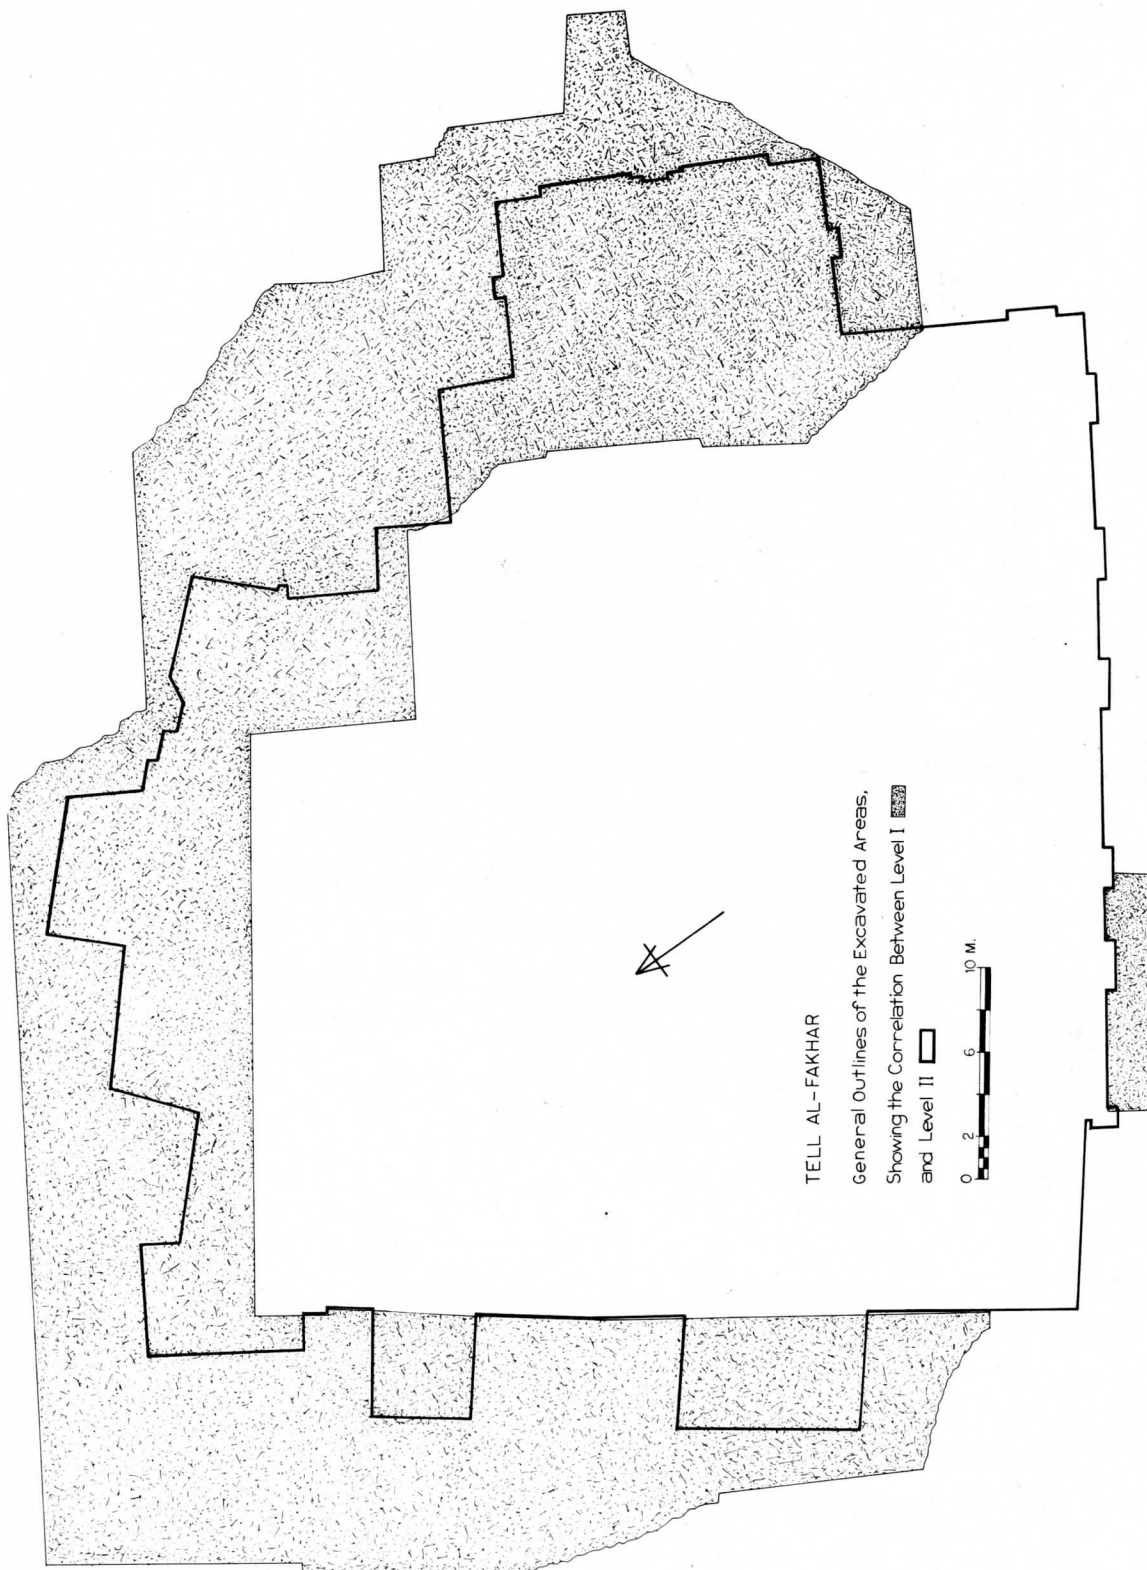 TELL AL-FAKHAR
General Outlines of the Excavated Areas,
Showing the Correlation Between Level I
and Level II
0 2 6 10 M.